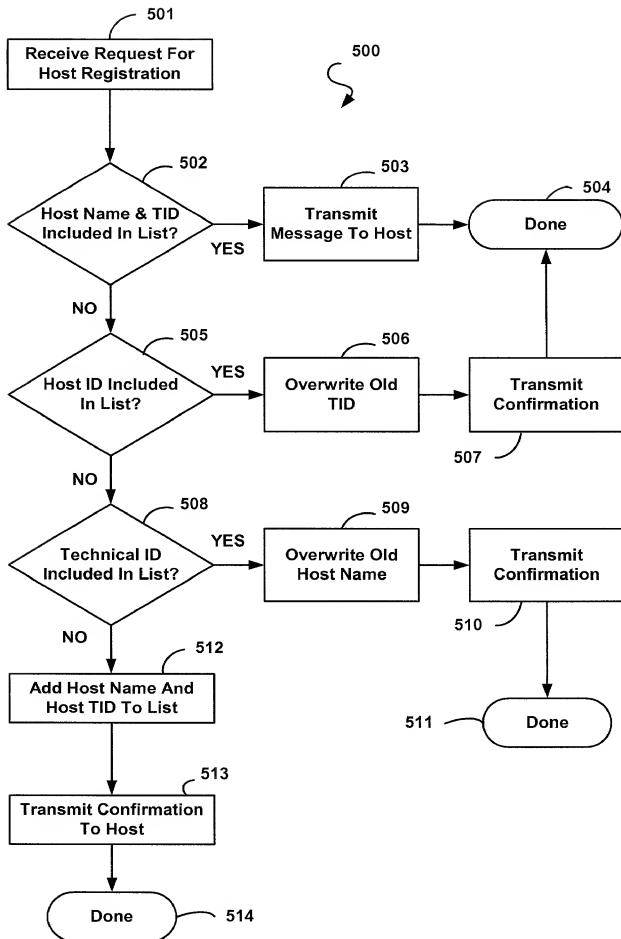 501
Receive Request For
Host Registration
500
502
Host Name & TID
Included In List?
YES
503
Transmit
Message To Host
504
Done
NO
505
Host ID Included
In List?
YES
506
Overwrite Old
TID
Transmit
Confirmation
507
NO
508
Technical ID
Included In List?
YES
509
Overwrite Old
Host Name
Transmit
Confirmation
510
NO
512
Add Host Name And
Host TID To List
511
Done
513
Transmit Confirmation
To Host
Done
514